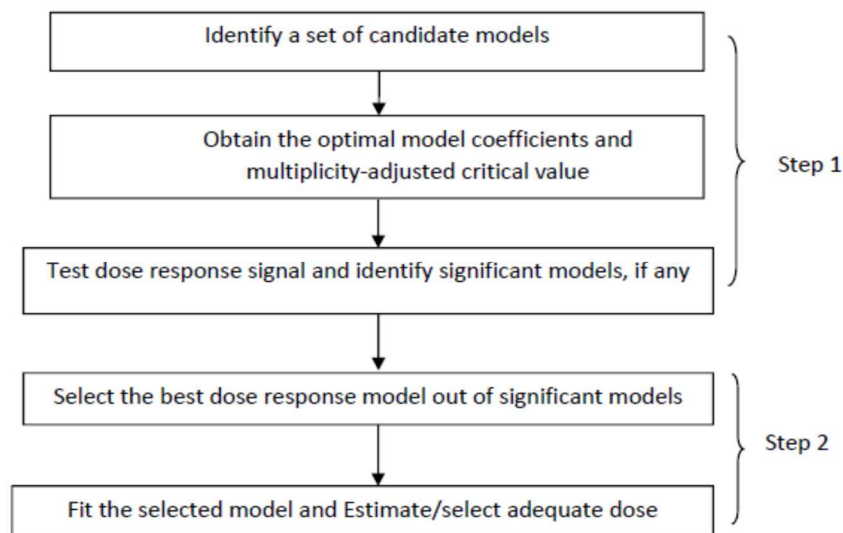 Identify a set of candidate models
Obtain the optimal model coefficients and
multiplicity-adjusted critical value
Step 1
Test dose response signal and identify significant models, if any
Select the best dose response model out of significant models
Step 2
Fit the selected model and Estimate/select adequate dose